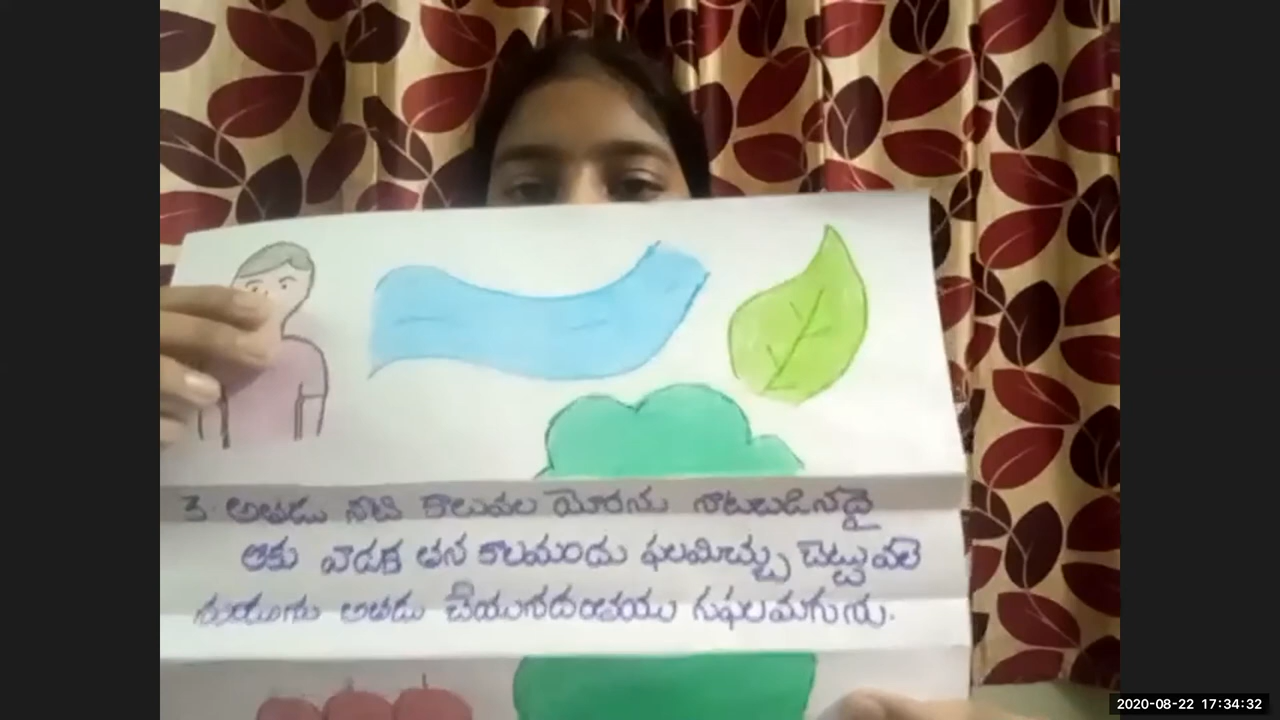 3. అతడు నీటి కాలువల యోరను నాటబడినదై
ఆకు వాడక తన కాలమందు ఫలమిచ్చు చెట్టువలె
నుండును అతడు చేయునదంతయు సఫలమగును.
2020-08-22 17:34:32